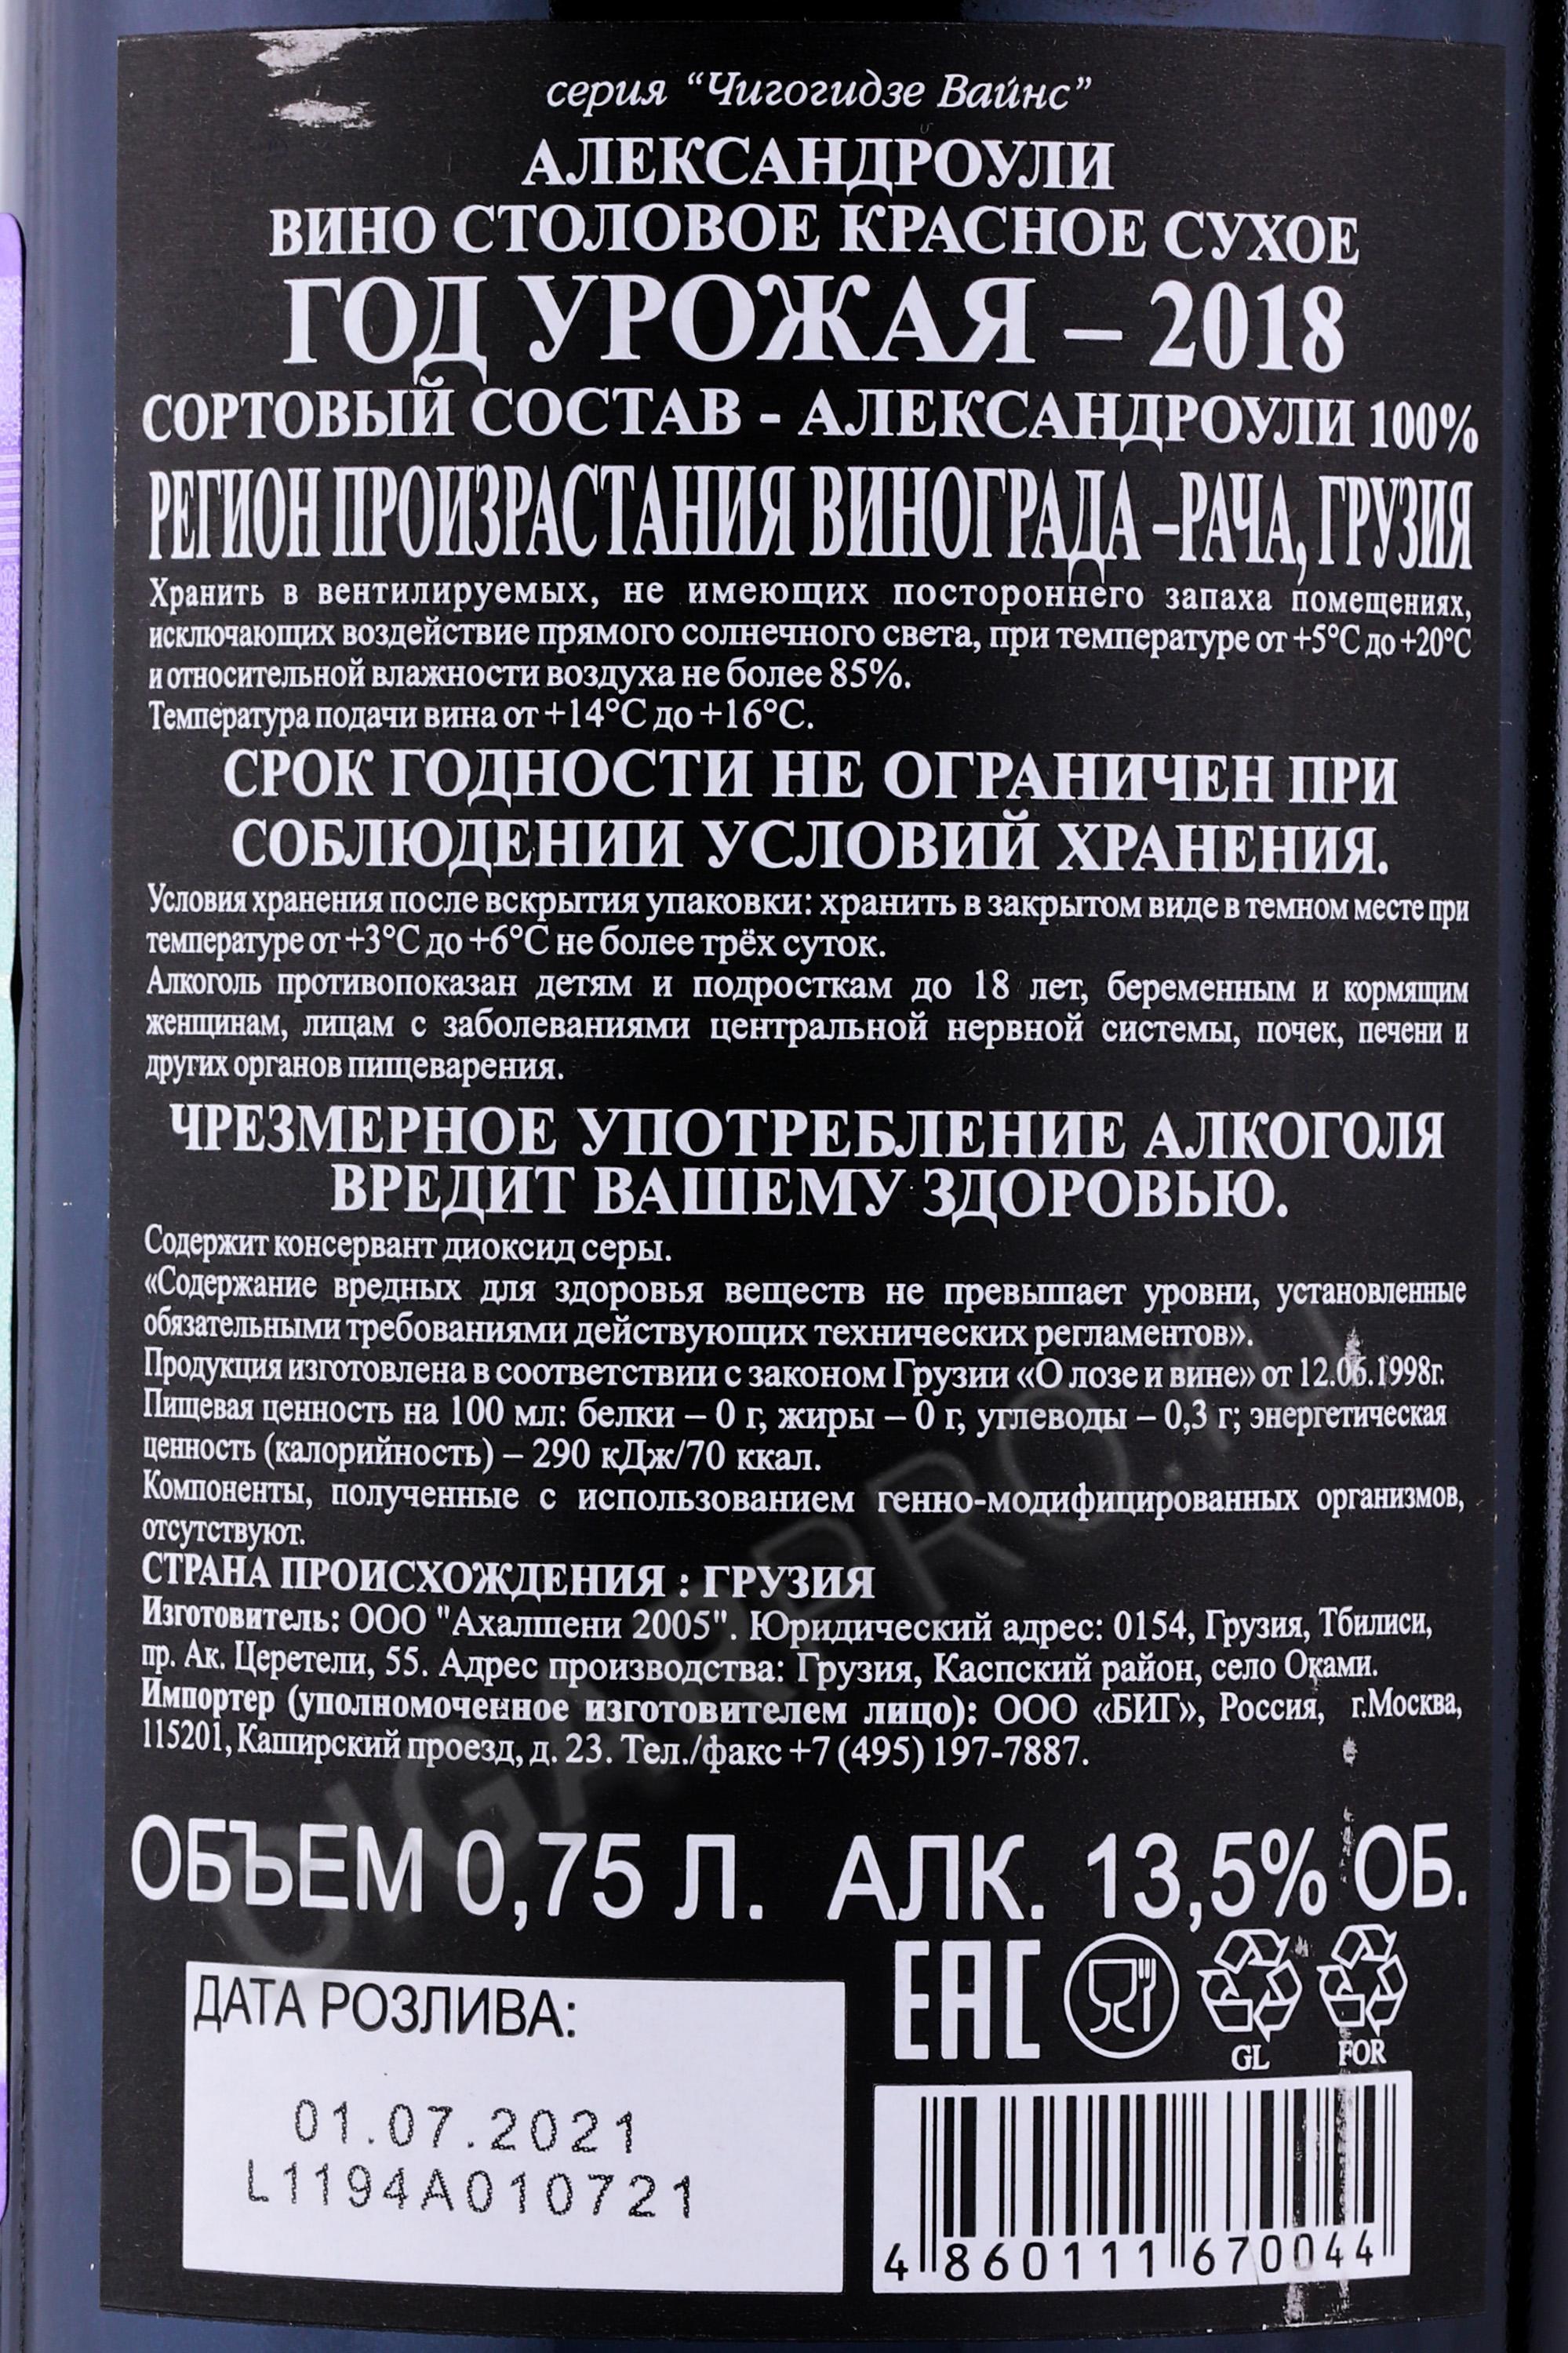 серия “Чигогидзе Вайнс”
АЛЕКСАНДРОУЛИ
ВИНО СТОЛОВОЕ КРАСНОЕ СУХОЕ
ГОД УРОЖАЯ – 2018
СОРТОВЫЙ СОСТАВ - АЛЕКСАНДРОУЛИ 100%
РЕГИОН ПРОИЗРАСТАНИЯ ВИНОГРАДА –РАЧА, ГРУЗИЯ
Хранить в вентилируемых, не имеющих постороннего запаха помещениях,
исключающих воздействие прямого солнечного света, при температуре от +5°С до +20°С
и относительной влажности воздуха не более 85%.
Температура подачи вина от +14°С до +16°С.
СРОК ГОДНОСТИ НЕ ОГРАНИЧЕН ПРИ
СОБЛЮДЕНИИ УСЛОВИЙ ХРАНЕНИЯ.
Условия хранения после вскрытия упаковки: хранить в закрытом виде в темном месте при
температуре от +3°С до +6°С не более трёх суток.
Алкоголь противопоказан детям и подросткам до 18 лет, беременным и кормящим
женщинам, лицам с заболеваниями центральной нервной системы, почек, печени и
других органов пищеварения.
ЧРЕЗМЕРНОЕ УПОТРЕБЛЕНИЕ АЛКОГОЛЯ
ВРЕДИТ ВАШЕМУ ЗДОРОВЬЮ.
Содержит консервант диоксид серы.
«Содержание вредных для здоровья веществ не превышает уровни, установленные
обязательными требованиями действующих технических регламентов».
Продукция изготовлена в соответствии с законом Грузии «О лозе и вине» от 12.06.1998г.
Пищевая ценность на 100 мл: белки – 0 г, жиры – 0 г, углеводы – 0,3 г; энергетическая
ценность (калорийность) – 290 кДж/70 ккал.
Компоненты, полученные с использованием генно-модифицированных организмов,
отсутствуют.
СТРАНА ПРОИСХОЖДЕНИЯ : ГРУЗИЯ
Изготовитель: ООО "Ахалшени 2005". Юридический адрес: 0154, Грузия, Тбилиси,
пр. Ак. Церетели, 55. Адрес производства: Грузия, Каспский район, село Оками.
Импортер (уполномоченное изготовителем лицо): ООО «БИГ», Россия, г.Москва,
115201, Каширский проезд, д. 23. Тел./факс +7 (495) 197-7887.
CIGARPRO.RU
ОБЪЕМ 0,75 Л. АЛК. 13,5% ОБ.
EAC
GL FOR
ДАТА РОЗЛИВА:
01.07.2021
L1194A010721
4 860111 670044